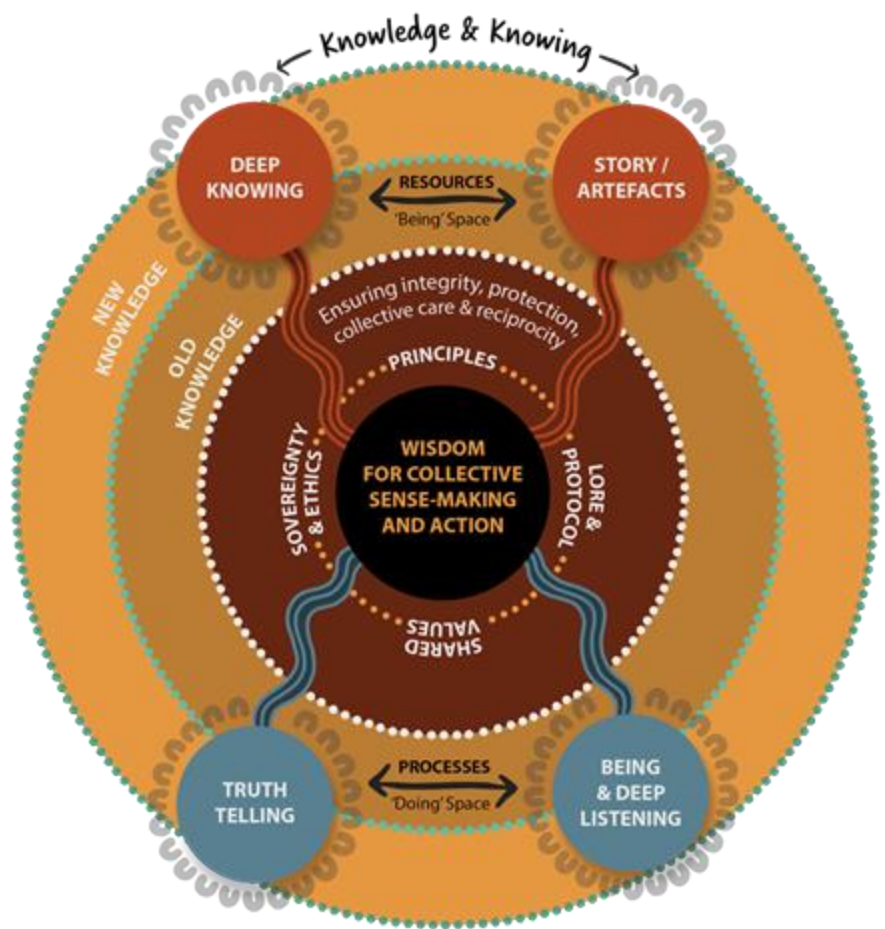 Knowledge & Knowing
DEEP
KNOWING
STORY /
ARTEFACTS
RESOURCES
'Being' Space
NEW
KNOWLEDGE
OLD
KNOWLEDGE
Ensuring integrity, protection,
collective care & reciprocity
PRINCIPLES
SOVEREIGNTY
& ETHICS
WISDOM
FOR COLLECTIVE
SENSE-MAKING
AND ACTION
LORE &
PROTOCOL
SHARED
VALUES
TRUTH
TELLING
PROCESSES
'Doing' Space
BEING
& DEEP
LISTENING